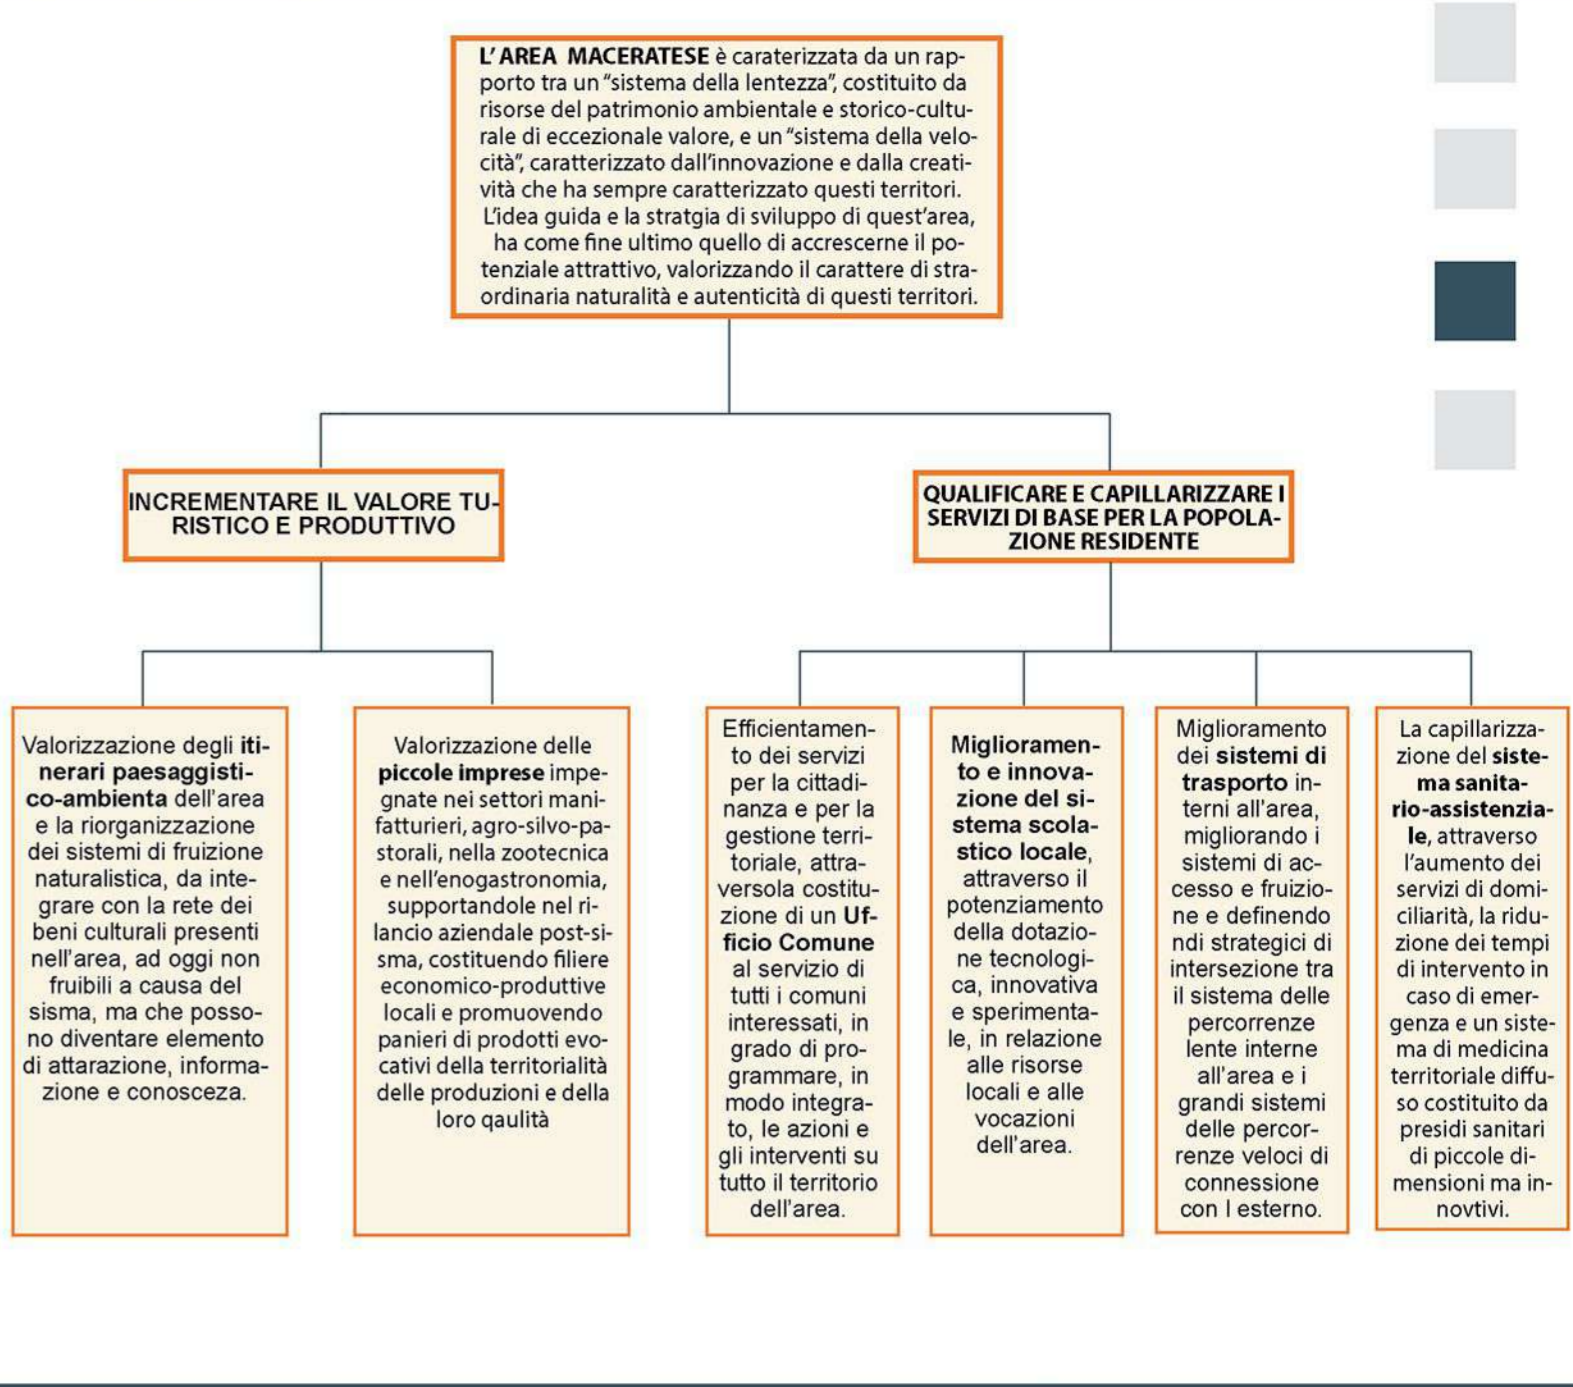 L'AREA MACERATESE è caraterizzata da un rap-
porto tra un "sistema della lentezza", costituito da
risorse del patrimonio ambientale e storico-cultu-
rale di eccezionale valore, e un "sistema della velo-
cità", caratterizzato dall'innovazione e dalla creati-
vità che ha sempre caratterizzato questi territori.
L'idea guida e la stratgia di sviluppo di quest'area,
ha come fine ultimo quello di accrescerne il po-
tenziale attrattivo, valorizzando il carattere di stra-
ordinaria naturalità e autenticità di questi territori.
INCREMENTARE IL VALORE TU-
RISTICO E PRODUTTIVO
QUALIFICARE E CAPILLARIZZARE I
SERVIZI DI BASE PER LA POPOLA-
ZIONE RESIDENTE
Valorizzazione degli iti-
nerari paesaggisti-
co-ambienta dell'area
e la riorganizzazione
dei sistemi di fruizione
naturalistica, da inte-
grare con la rete dei
beni culturali presenti
nell'area, ad oggi non
fruibili a causa del
sisma, ma che posso-
no diventare elemento
di attarazione, informa-
zione e conosceza.
Valorizzazione delle
piccole imprese impe-
gnate nei settori mani-
fatturieri, agro-silvo-pa-
storali, nella zootecnica
e nell'enogastronomia,
supportandole nel ri-
lancio aziendale post-si-
sma, costituendo filiere
economico-produttive
locali e promuovendo
panieri di prodotti evo-
cativi della territorialità
delle produzioni e della
loro qaulità
Efficientamen-
to dei servizi
per la cittadi-
nanza e per la
gestione terri-
toriale, attra-
versola costitu-
zione di un Uf-
ficio Comune
al servizio di
tutti i comuni
interessati, in
grado di pro-
grammare, in
modo integra-
to, le azioni e
gli interventi su
tutto il territorio
dell'area.
Miglioramen-
to e innova-
zione del si-
stema scola-
stico locale,
attraverso il
potenziamento
della dotazio-
ne tecnologi-
ca, innovativa
e sperimenta-
le, in relazione
alle risorse
locali e alle
vocazioni
dell'area.
Miglioramento
dei sistemi di
trasporto in-
terni all'area,
migliorando i
sistemi di ac-
cesso e fruizio-
ne e definendo
ndi strategici di
intersezione tra
il sistema delle
percorrenze
lente interne
all'area e i
grandi sistemi
delle percor-
renze veloci di
connessione
con l esterno.
La capillarizza-
zione del siste-
ma sanita-
rio-assistenzia-
le, attraverso
l'aumento dei
servizi di domi-
ciliarità, la ridu-
zione dei tempi
di intervento in
caso di emer-
genza e un siste-
ma di medicina
territoriale diffu-
so costituito da
presidi sanitari
di piccole di-
mensioni ma in-
novtivi.